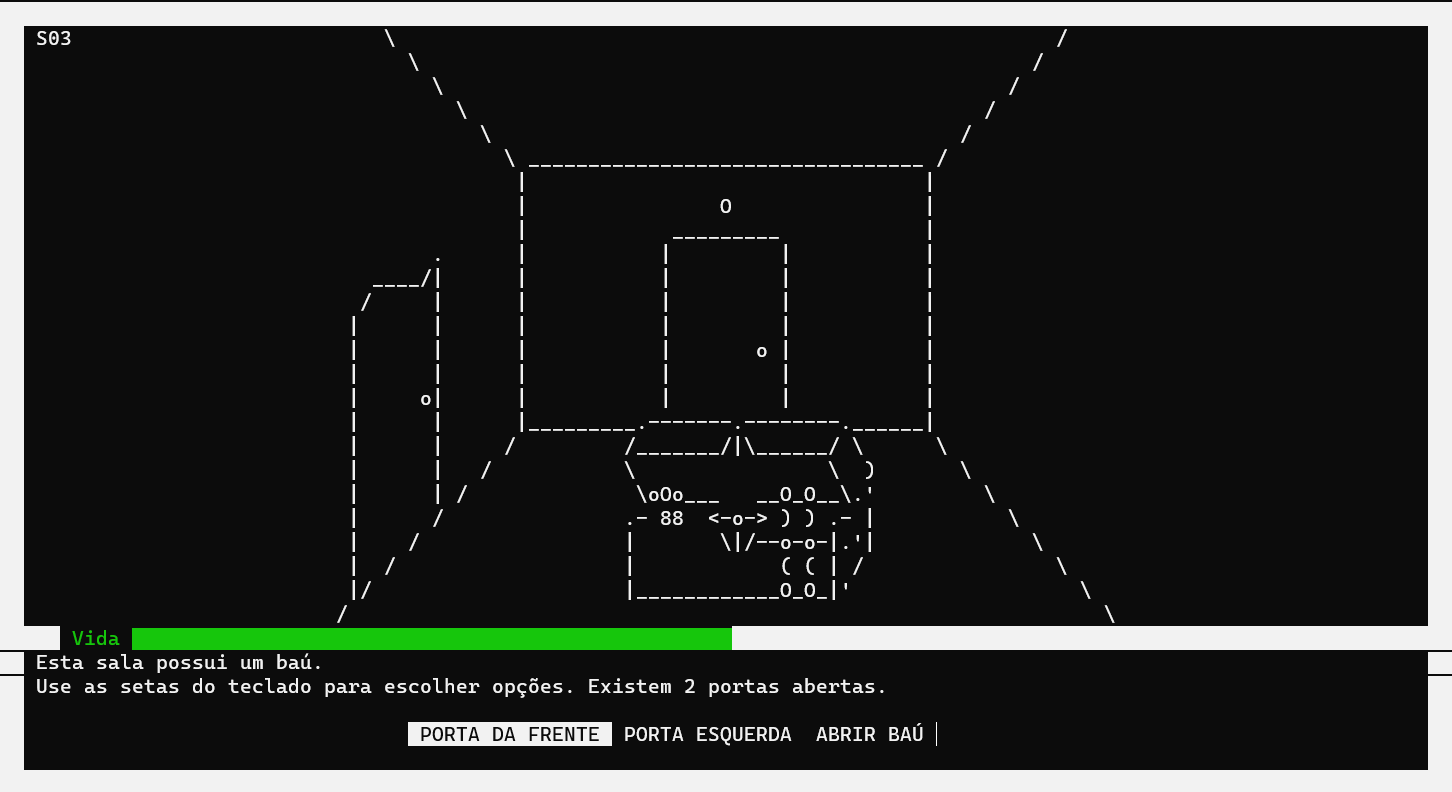 S03
Vida
Esta sala possui um baú.
Use as setas do teclado para escolher opções. Existem 2 portas abertas.
PORTA DA FRENTE PORTA ESQUERDA ABRIR BAÚ